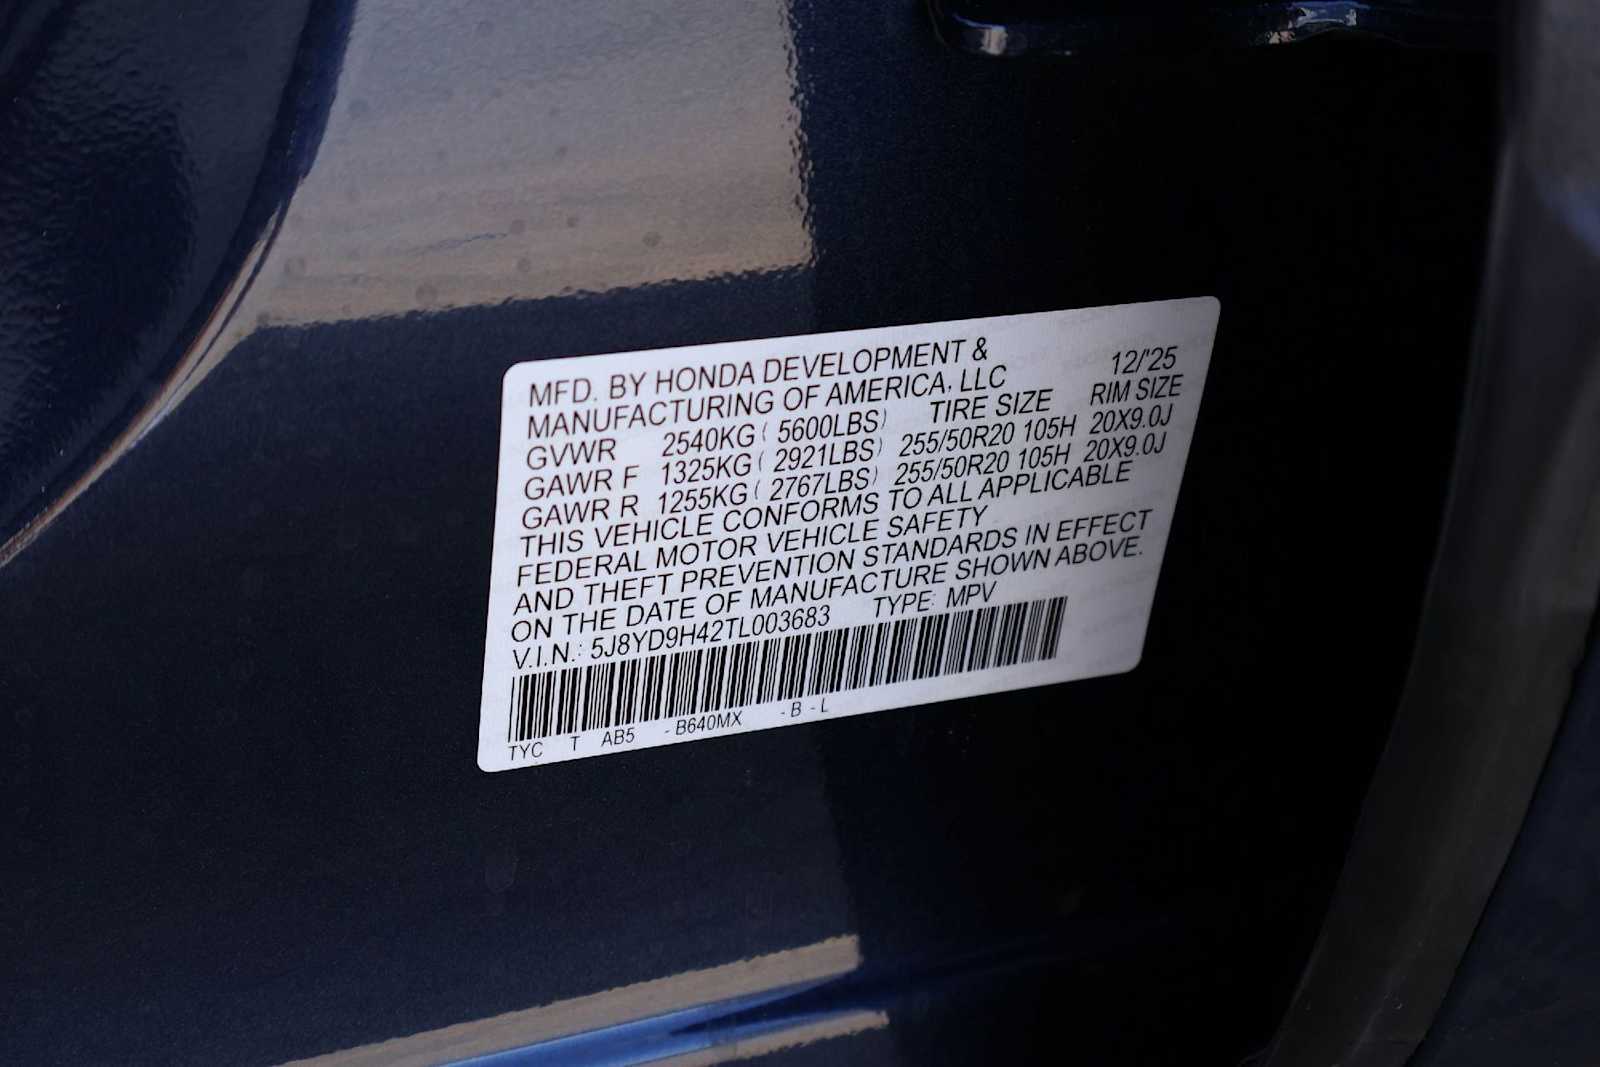 MFD. BY HONDA DEVELOPMENT & 12/'25
MANUFACTURING OF AMERICA, LLC
GVWR 2540KG ( 5600LBS) TIRE SIZE RIM SIZE
GAWR F 1325KG ( 2921LBS) 255/50R20 105H 20X9.0J
GAWR R 1255KG ( 2767LBS) 255/50R20 105H 20X9.0J
THIS VEHICLE CONFORMS TO ALL APPLICABLE
FEDERAL MOTOR VEHICLE SAFETY
AND THEFT PREVENTION STANDARDS IN EFFECT
ON THE DATE OF MANUFACTURE SHOWN ABOVE.
V.I.N.: 5J8YD9H42TL003683 TYPE: MPV
TYC T AB5 - B640MX - B - L